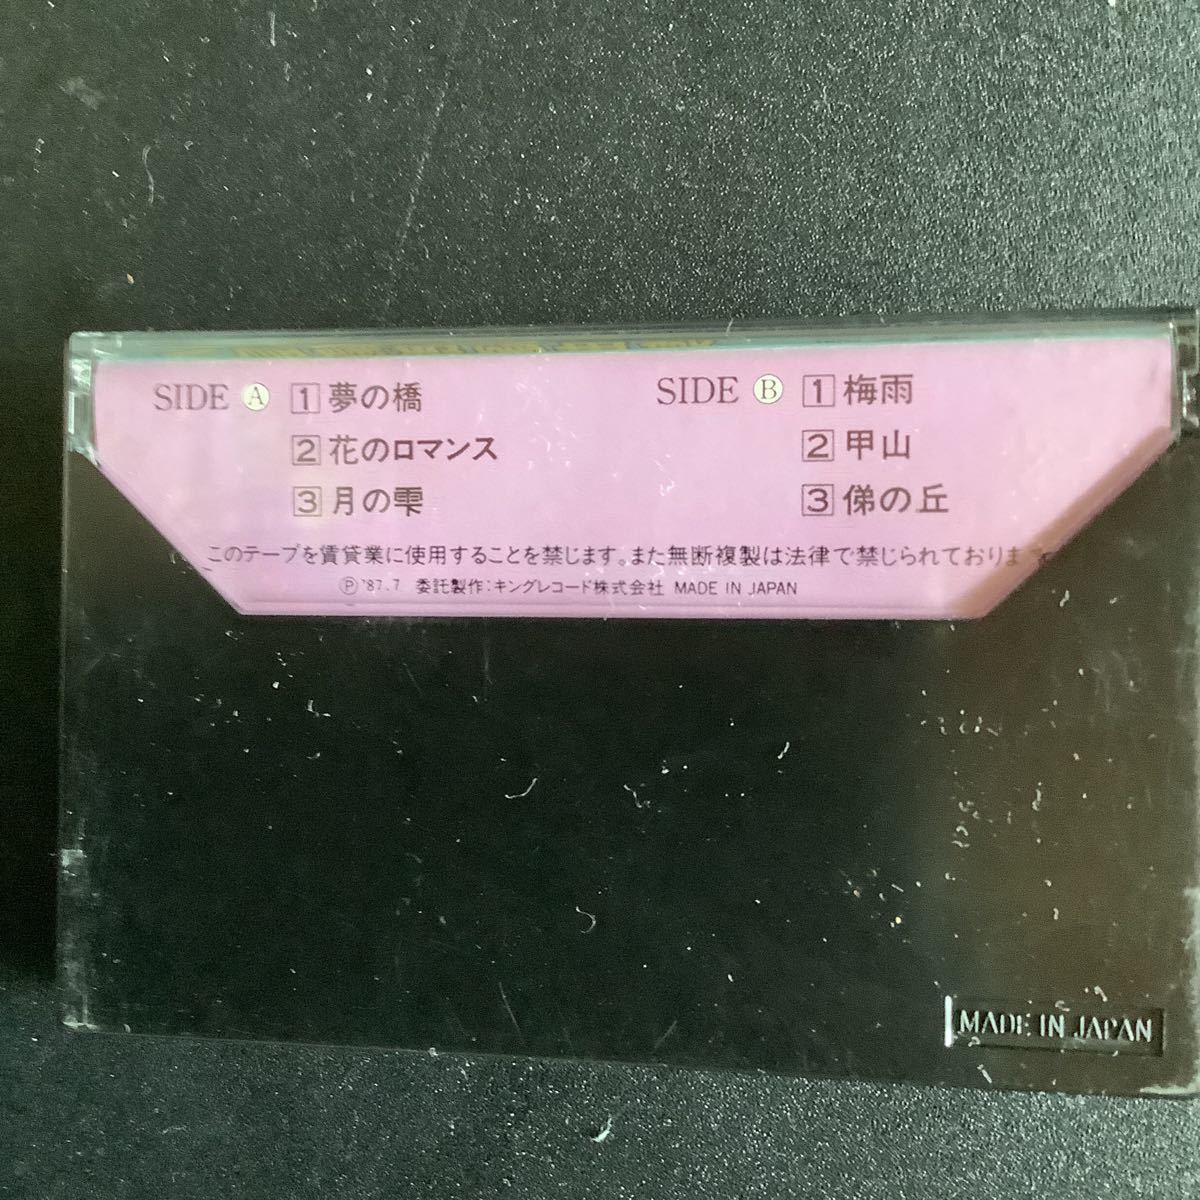 SIDE A 1 夢の橋
2 花のロマンス
3 月の雫
SIDE B 1 梅雨
2 甲山
3 俤の丘
このテープを賃貸業に使用することを禁じます。また無断複製は法律で禁じられておりま
Ⓟ '87.7 委託製作:キングレコード株式会社 MADE IN JAPAN
MADE IN JAPAN